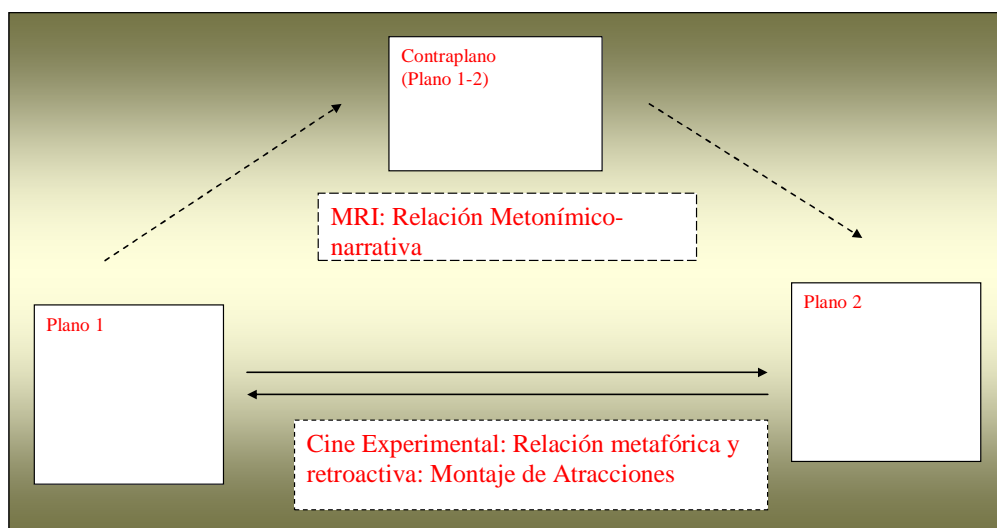 Contraplano
(Plano 1-2)
MRI: Relación Metonímico-
narrativa
Plano 1
Plano 2
Cine Experimental: Relación metafórica y
retroactiva: Montaje de Atracciones